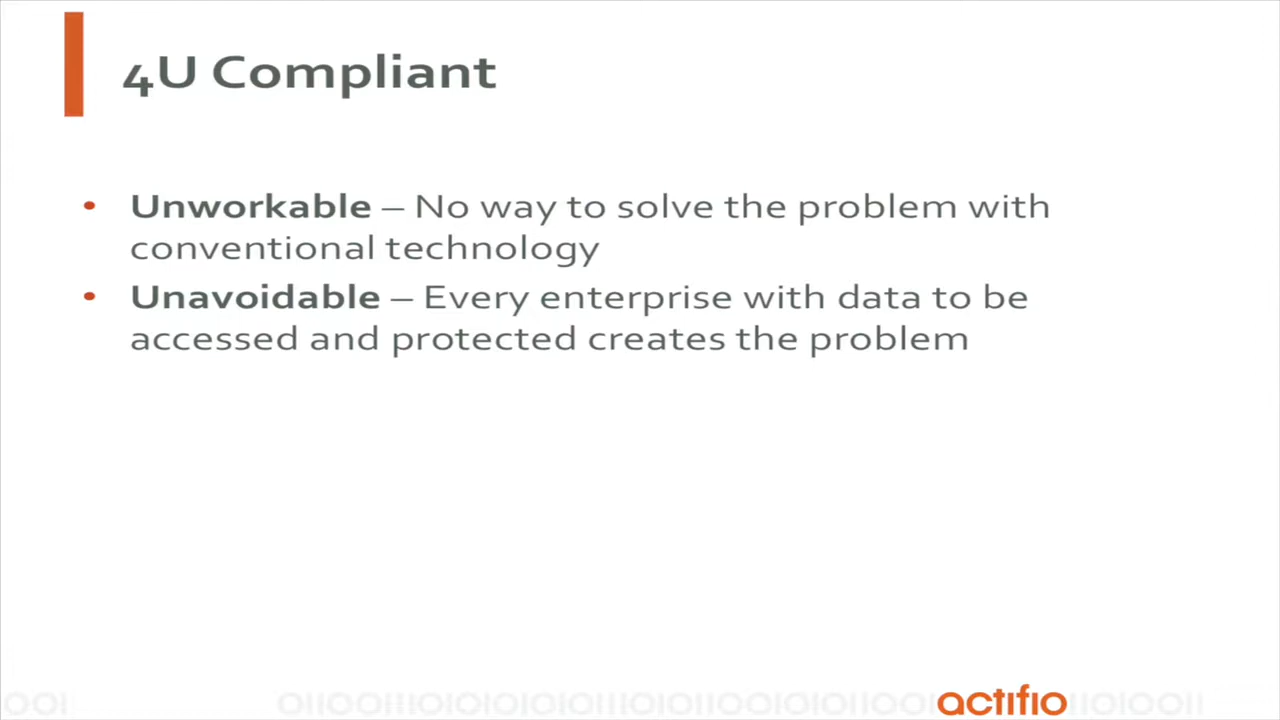 4U Compliant
• Unworkable – No way to solve the problem with
conventional technology
• Unavoidable – Every enterprise with data to be
accessed and protected creates the problem
actifio